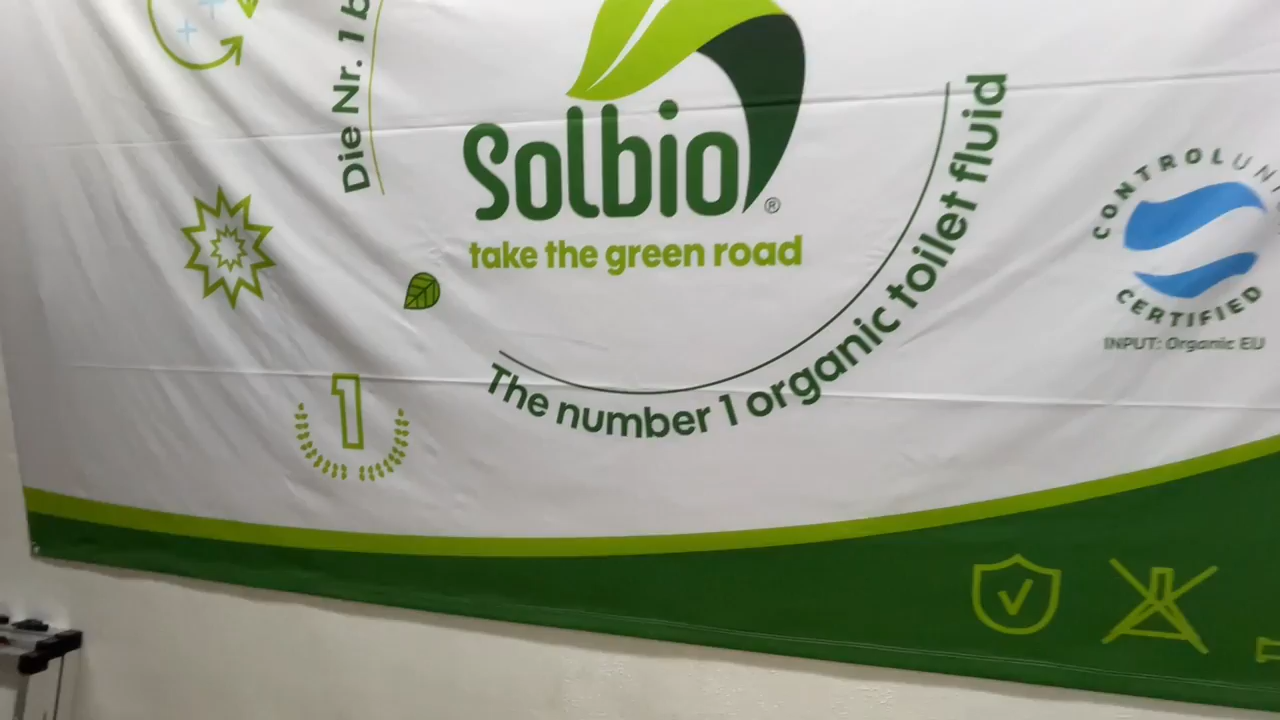 Die Nr. 1
Solbio®
take the green road
The number 1 organic toilet fluid
CONTROL UN
CERTIFIED
INPUT: Organic EU
1